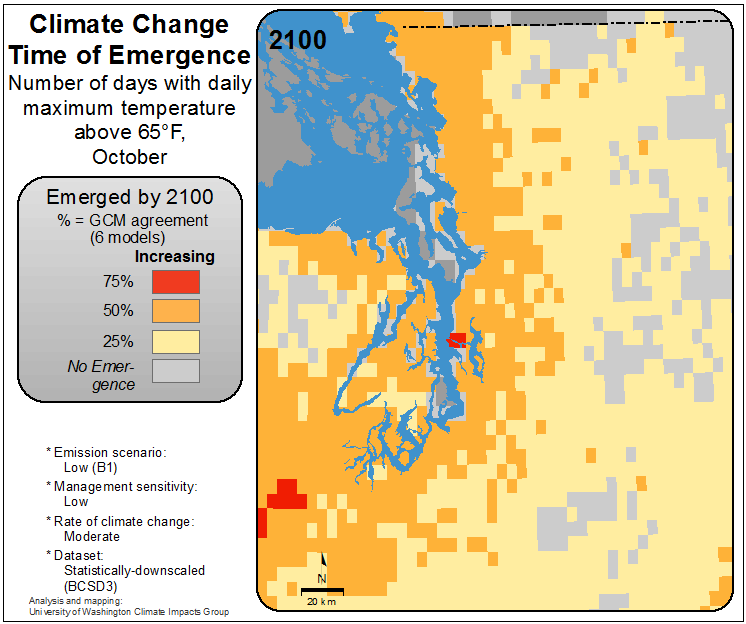 Climate Change
Time of Emergence
Number of days with daily
maximum temperature
above 65°F,
October
Emerged by 2100
% = GCM agreement
(6 models)
Increasing
75%
50%
25%
No Emer-
gence
* Emission scenario:
Low (B1)
* Management sensitivity:
Low
* Rate of climate change:
Moderate
* Dataset:
Statistically-downscaled
(BCSD3)
Analysis and mapping:
University of Washington Climate Impacts Group
2100
N
20 km